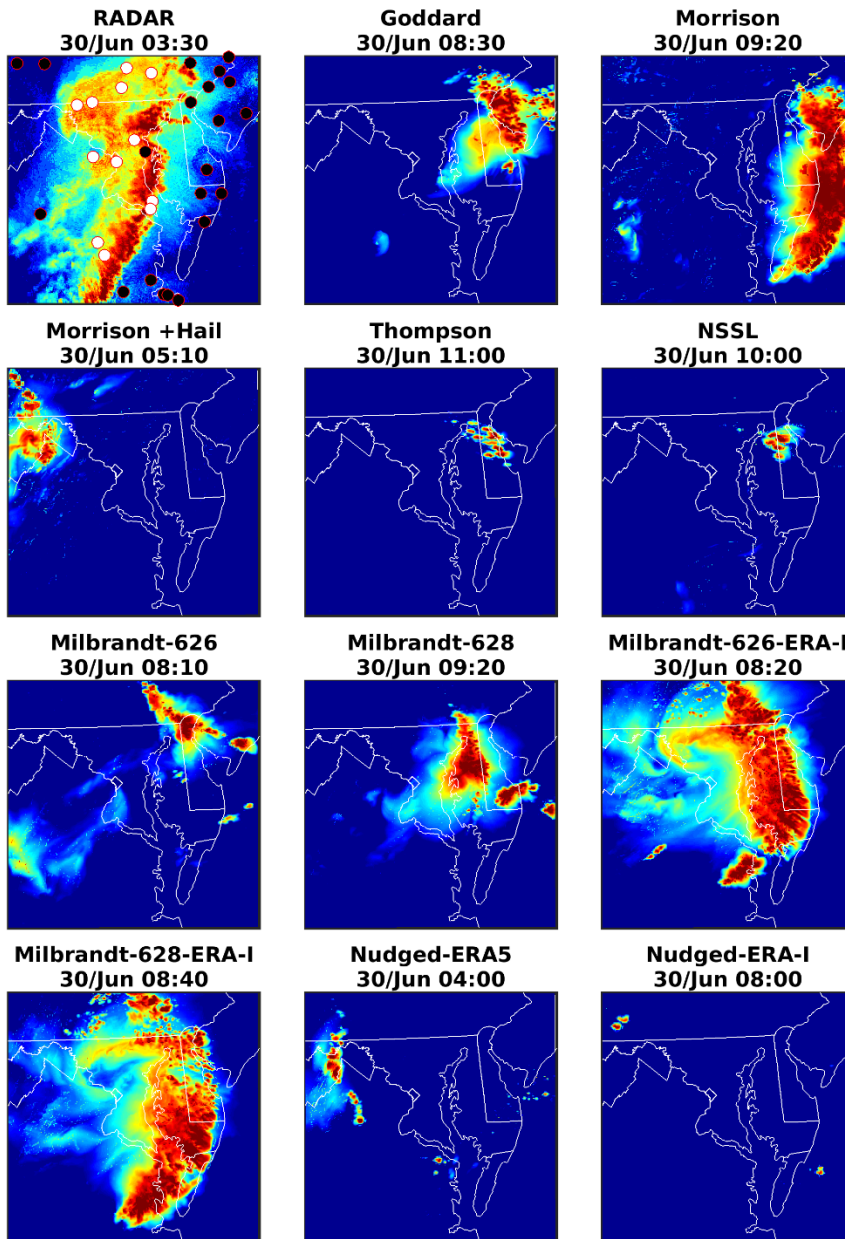 RADAR
30/Jun 03:30
Goddard
30/Jun 08:30
Morrison
30/Jun 09:20
Morrison +Hail
30/Jun 05:10
Thompson
30/Jun 11:00
NSSL
30/Jun 10:00
Milbrandt-626
30/Jun 08:10
Milbrandt-628
30/Jun 09:20
Milbrandt-626-ERA-I
30/Jun 08:20
Milbrandt-628-ERA-I
30/Jun 08:40
Nudged-ERA5
30/Jun 04:00
Nudged-ERA-I
30/Jun 08:00